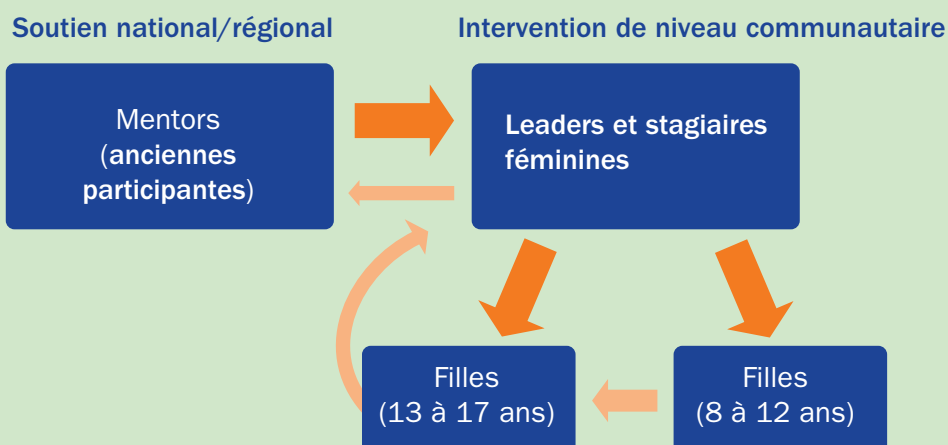 Soutien national/régional
Intervention de niveau communautaire
Mentors
(anciennes
participantes)
Leaders et stagiaires
féminines
Filles
(13 à 17 ans)
Filles
(8 à 12 ans)